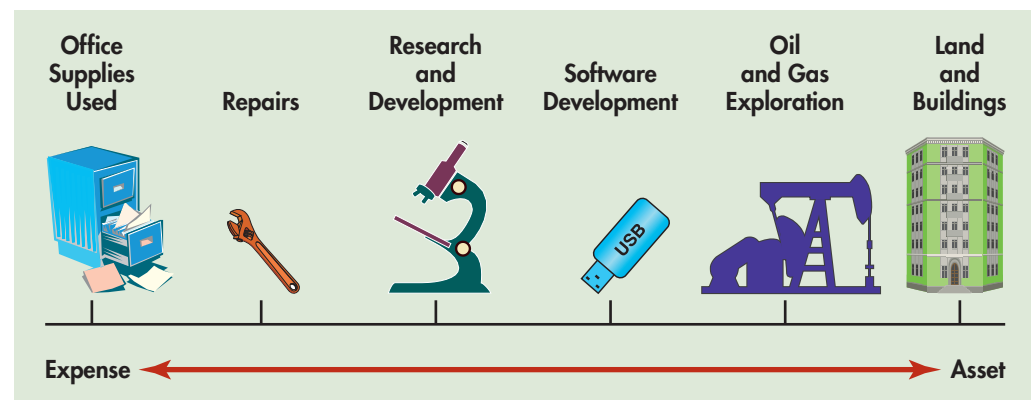 Office
Supplies
Used
Repairs
Research
and
Development
Software
Development
Oil
and Gas
Exploration
Land
and
Buildings
USB
Expense
Asset